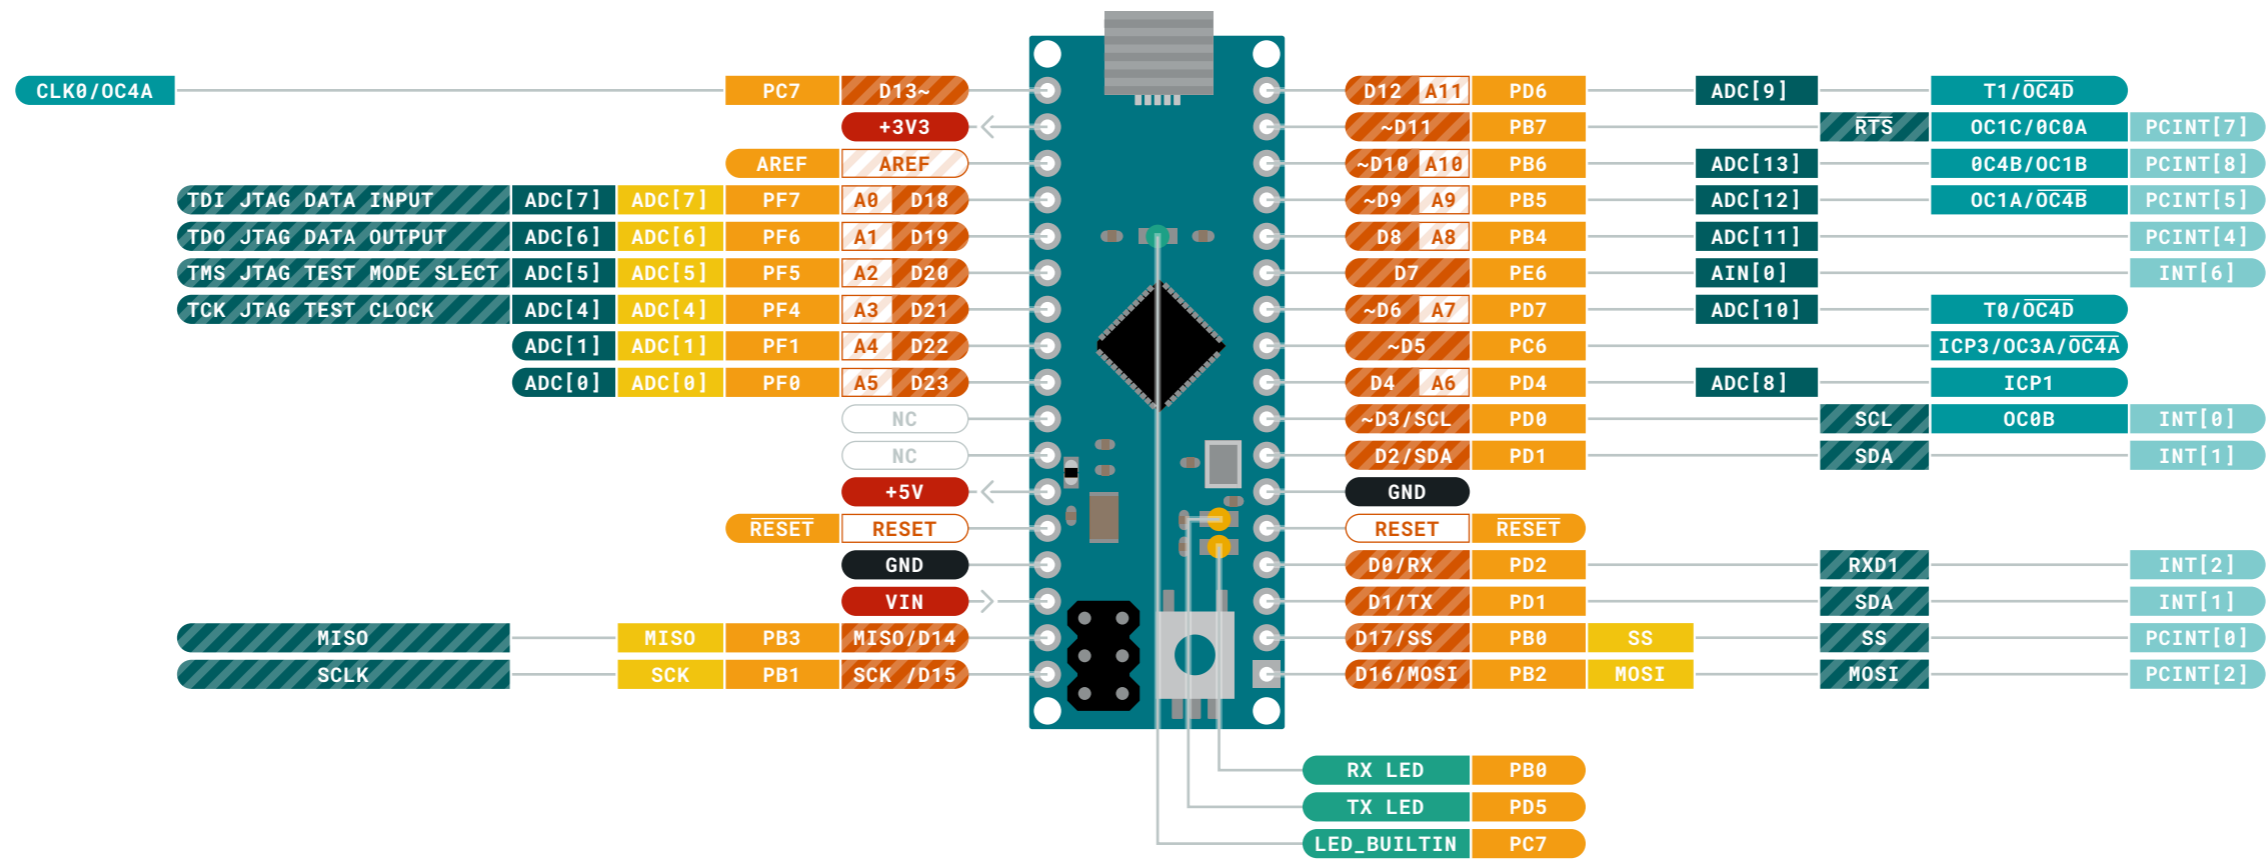 CLK0/OC4A PC7 D13~ D12 A11 PD6 ADC[9] T1/OC4D
+3V3 ~D11 PB7 RTS OC1C/0C0A PCINT[7]
AREF AREF ~D10 A10 PB6 ADC[13] 0C4B/OC1B PCINT[8]
TDI JTAG DATA INPUT ADC[7] ADC[7] PF7 A0 D18 ~D9 A9 PB5 ADC[12] OC1A/OC4B PCINT[5]
TDO JTAG DATA OUTPUT ADC[6] ADC[6] PF6 A1 D19 D8 A8 PB4 ADC[11] PCINT[4]
TMS JTAG TEST MODE SLECT ADC[5] ADC[5] PF5 A2 D20 D7 PE6 AIN[0] INT[6]
TCK JTAG TEST CLOCK ADC[4] ADC[4] PF4 A3 D21 ~D6 A7 PD7 ADC[10] T0/OC4D
ADC[1] ADC[1] PF1 A4 D22 ~D5 PC6 ICP3/OC3A/OC4A
ADC[0] ADC[0] PF0 A5 D23 D4 A6 PD4 ADC[8] ICP1
NC ~D3/SCL PD0 SCL OC0B INT[0]
NC D2/SDA PD1 SDA INT[1]
+5V GND
RESET RESET RESET RESET
GND D0/RX PD2 RXD1 INT[2]
VIN D1/TX PD1 SDA INT[1]
MISO MISO PB3 MISO/D14 D17/SS PB0 SS SS PCINT[0]
SCLK SCK PB1 SCK /D15 D16/MOSI PB2 MOSI MOSI PCINT[2]
RX LED PB0
TX LED PD5
LED_BUILTIN PC7